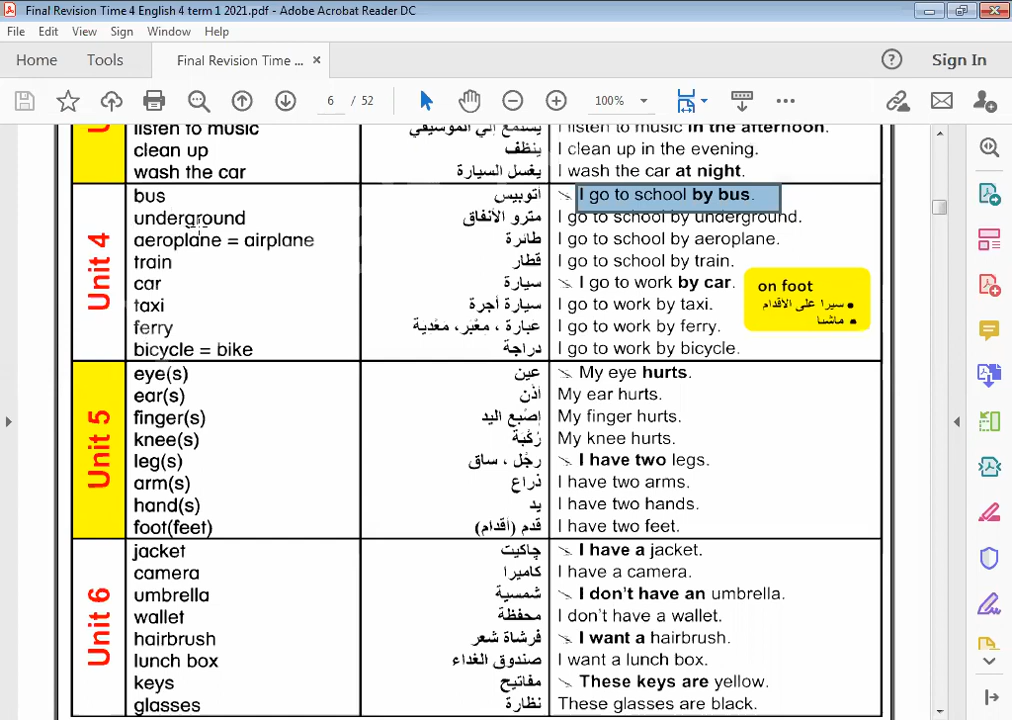 Final Revision Time 4 English 4 term 1 2021.pdf - Adobe Acrobat Reader DC
File Edit View Sign Window Help
Home Tools Final Revision Time ... × Sign In
6 / 52 100%
listen to music يستمع إلي الموسيقي I listen to music in the afternoon.
clean up ينظف I clean up in the evening.
wash the car يغسل السيارة I wash the car at night.
Unit 4
bus أتوبيس I go to school by bus.
underground مترو الأنفاق I go to school by underground.
aeroplane = airplane طائرة I go to school by aeroplane.
train قطار I go to school by train.
car سيارة I go to work by car.
taxi سيارة أجرة I go to work by taxi.
ferry عبارة ، معْبَر، معْدية I go to work by ferry.
bicycle = bike دراجة I go to work by bicycle.
on foot
• سيرا على الاقدام
• ماشيا
Unit 5
eye(s) عين My eye hurts.
ear(s) أذن My ear hurts.
finger(s) إصْبع اليد My finger hurts.
knee(s) رُكْبَة My knee hurts.
leg(s) رجْل ، ساق I have two legs.
arm(s) ذراع I have two arms.
hand(s) يد I have two hands.
foot(feet) قدم (أقدام) I have two feet.
Unit 6
jacket چاكيت I have a jacket.
camera كاميرا I have a camera.
umbrella شمسية I don't have an umbrella.
wallet محفظة I don't have a wallet.
hairbrush فرشاة شعر I want a hairbrush.
lunch box صندوق الغداء I want a lunch box.
keys مفاتيح These keys are yellow.
glasses نظارة These glasses are black.